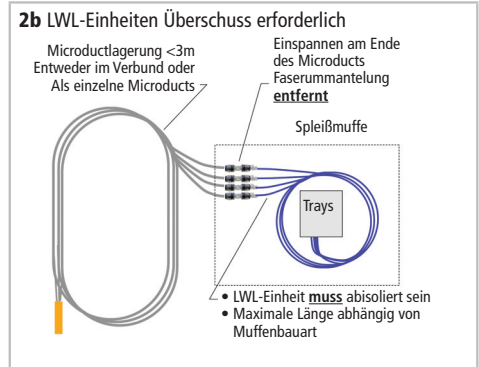 2b LWL-Einheiten Überschuss erforderlich
Microductlagerung <3m
Entweder im Verbund oder
Als einzelne Microducts
Einspannen am Ende
des Microducts
Faserummantelung
entfernt
Spleißmuffe
Trays
• LWL-Einheit muss abisoliert sein
• Maximale Länge abhängig von
Muffenbauart